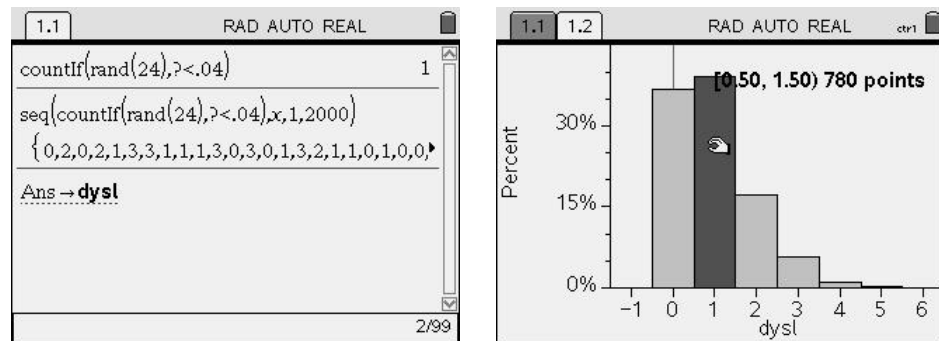 1.1
RAD AUTO REAL
countIf(rand(24),?<.04)
1
seq(countIf(rand(24),?<.04),x,1,2000)
{0,2,0,2,1,3,3,1,1,1,3,0,3,0,1,3,2,1,1,0,1,0,0,▸
Ans→dysl
2/99
1.1 1.2
RAD AUTO REAL
ctrl
[0.50, 1.50) 780 points
Percent
30%
15%
0%
-1 0 1 2 3 4 5 6
dysl